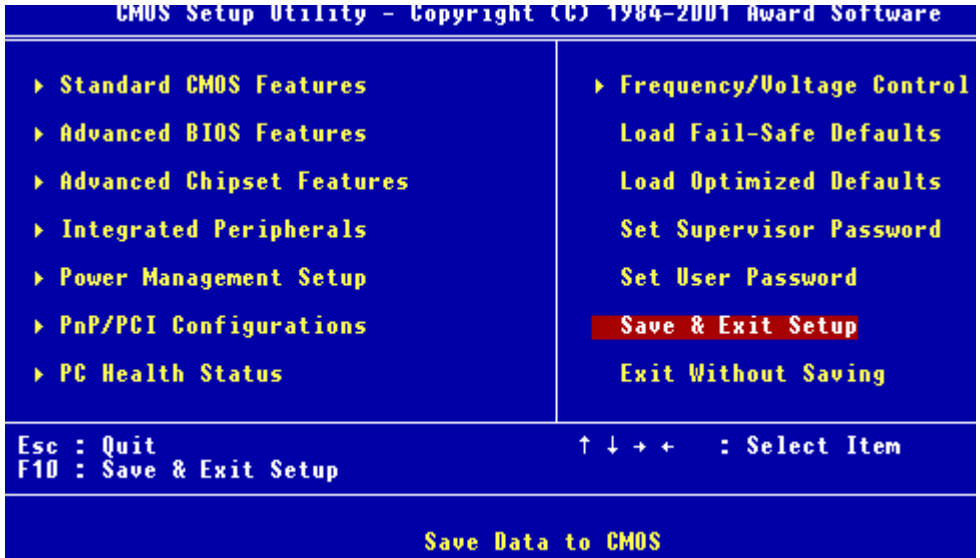 CMOS Setup Utility - Copyright (C) 1984-2001 Award Software
▸ Standard CMOS Features
▸ Advanced BIOS Features
▸ Advanced Chipset Features
▸ Integrated Peripherals
▸ Power Management Setup
▸ PnP/PCI Configurations
▸ PC Health Status
▸ Frequency/Voltage Control
Load Fail-Safe Defaults
Load Optimized Defaults
Set Supervisor Password
Set User Password
Save & Exit Setup
Exit Without Saving
Esc : Quit
F10 : Save & Exit Setup
↑ ↓ → ← : Select Item
Save Data to CMOS